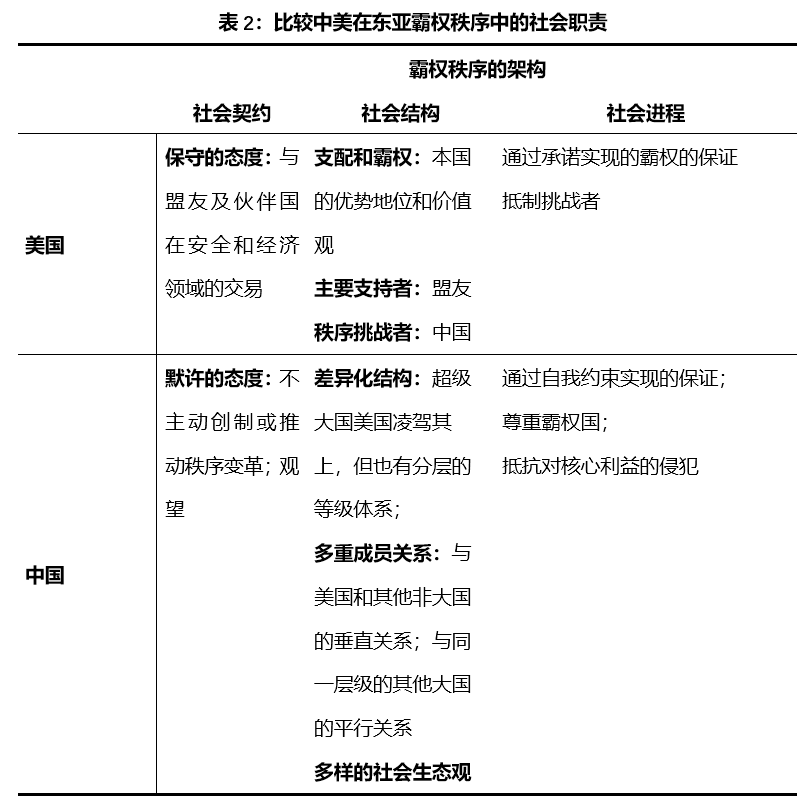 表 2：比较中美在东亚霸权秩序中的社会职责
霸权秩序的架构
社会契约 社会结构 社会进程
美国
保守的态度：与
盟友及伙伴国
在安全和经济
领域的交易
支配和霸权：本国
的优势地位和价值
观
主要支持者：盟友
秩序挑战者：中国
通过承诺实现的霸权的保证
抵制挑战者
中国
默许的态度：不
主动创制或推
动秩序变革；观
望
差异化结构：超级
大国美国凌驾其
上，但也有分层的
等级体系；
多重成员关系：与
美国和其他非大国
的垂直关系；与同
一层级的其他大国
的平行关系
多样的社会生态观
通过自我约束实现的保证；
尊重霸权国；
抵抗对核心利益的侵犯